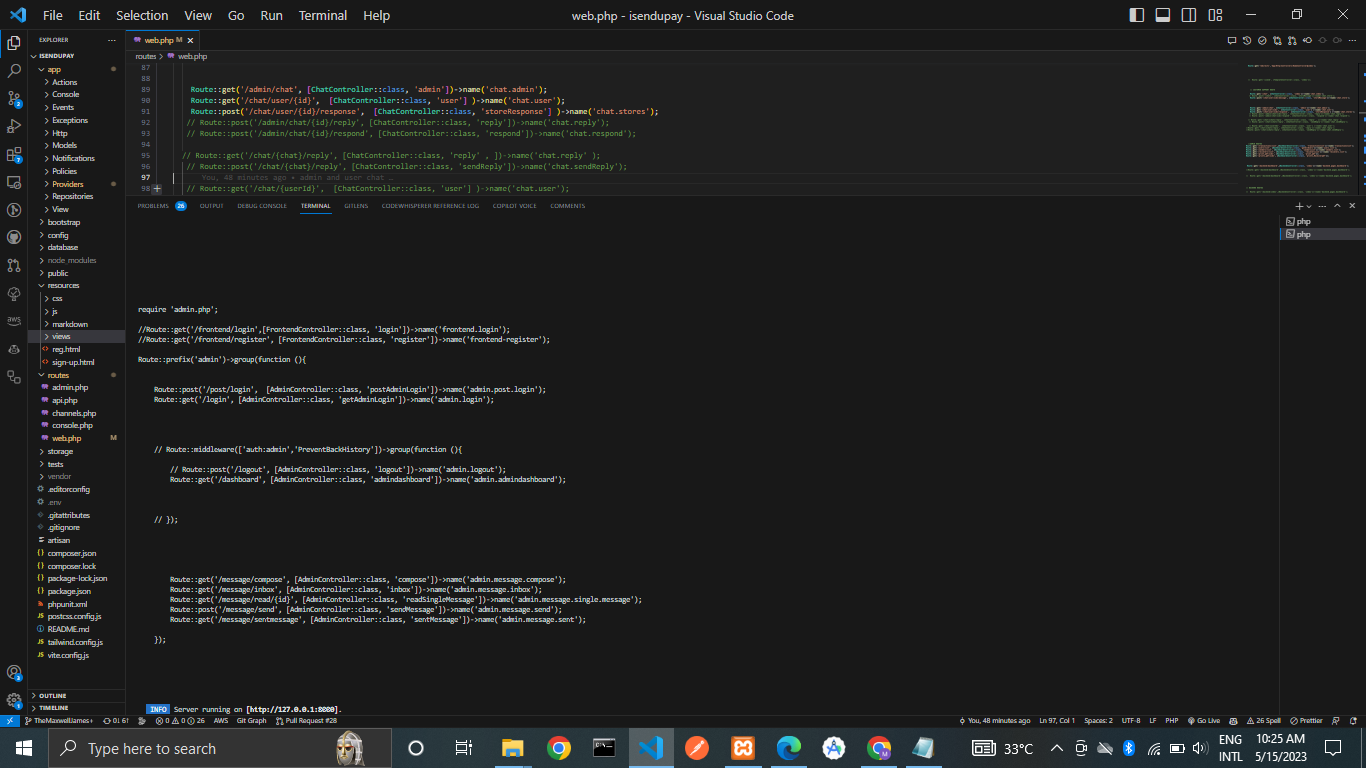 File Edit Selection View Go Run Terminal Help
web.php - isendupay - Visual Studio Code
EXPLORER
ISENDUPAY
app
Actions
Console
Events
Exceptions
Http
Models
Notifications
Policies
Providers
Repositories
View
bootstrap
config
database
node_modules
public
resources
css
js
markdown
views
reg.html
sign-up.html
routes
admin.php
api.php
channels.php
console.php
web.php M
storage
tests
vendor
.editorconfig
.env
.gitattributes
.gitignore
artisan
composer.json
composer.lock
package-lock.json
package.json
phpunit.xml
postcss.config.js
README.md
tailwind.config.js
vite.config.js
OUTLINE
TIMELINE
web.php M
routes > web.php
87
88
89 Route::get('/admin/chat', [ChatController::class, 'admin'])->name('chat.admin');
90 Route::get('/chat/user/{id}', [ChatController::class, 'user'] )->name('chat.user');
91 Route::post('/chat/user/{id}/response', [ChatController::class, 'storeResponse'] )->name('chat.stores');
92 // Route::post('/admin/chat/{id}/reply', [ChatController::class, 'reply'])->name('chat.reply');
93 // Route::post('/admin/chat/{id}/respond', [ChatController::class, 'respond'])->name('chat.respond');
94
95 // Route::get('/chat/{chat}/reply', [ChatController::class, 'reply' , ])->name('chat.reply' );
96 // Route::post('/chat/{chat}/reply', [ChatController::class, 'sendReply'])->name('chat.sendReply');
97 You, 48 minutes ago • admin and user chat …
98 // Route::get('/chat/{userId}', [ChatController::class, 'user'] )->name('chat.user');
PROBLEMS 26 OUTPUT DEBUG CONSOLE TERMINAL GITLENS CODEWHISPERER REFERENCE LOG COPILOT VOICE COMMENTS
php
php
require 'admin.php';
//Route::get('/frontend/login',[FrontendController::class, 'login'])->name('frontend.login');
//Route::get('/frontend/register', [FrontendController::class, 'register'])->name('frontend-register');
Route::prefix('admin')->group(function (){
Route::post('/post/login', [AdminController::class, 'postAdminLogin'])->name('admin.post.login');
Route::get('/login', [AdminController::class, 'getAdminLogin'])->name('admin.login');
// Route::middleware(['auth:admin','PreventBackHistory'])->group(function (){
// Route::post('/logout', [AdminController::class, 'logout'])->name('admin.logout');
Route::get('/dashboard', [AdminController::class, 'admindashboard'])->name('admin.admindashboard');
// });
Route::get('/message/compose', [AdminController::class, 'compose'])->name('admin.message.compose');
Route::get('/message/inbox', [AdminController::class, 'inbox'])->name('admin.message.inbox');
Route::get('/message/read/{id}', [AdminController::class, 'readSingleMessage'])->name('admin.message.single.message');
Route::post('/message/send', [AdminController::class, 'sendMessage'])->name('admin.message.send');
Route::get('/message/sentmessage', [AdminController::class, 'sentMessage'])->name('admin.message.sent');
});
INFO Server running on [http://127.0.0.1:8000].
TheMaxwellJames+ 0↓ 6↑ 0 0 26 AWS Git Graph Pull Request #28
You, 48 minutes ago Ln 97, Col 1 Spaces: 2 UTF-8 LF PHP Go Live 26 Spell Prettier
Type here to search
33°C
ENG
INTL
10:25 AM
5/15/2023